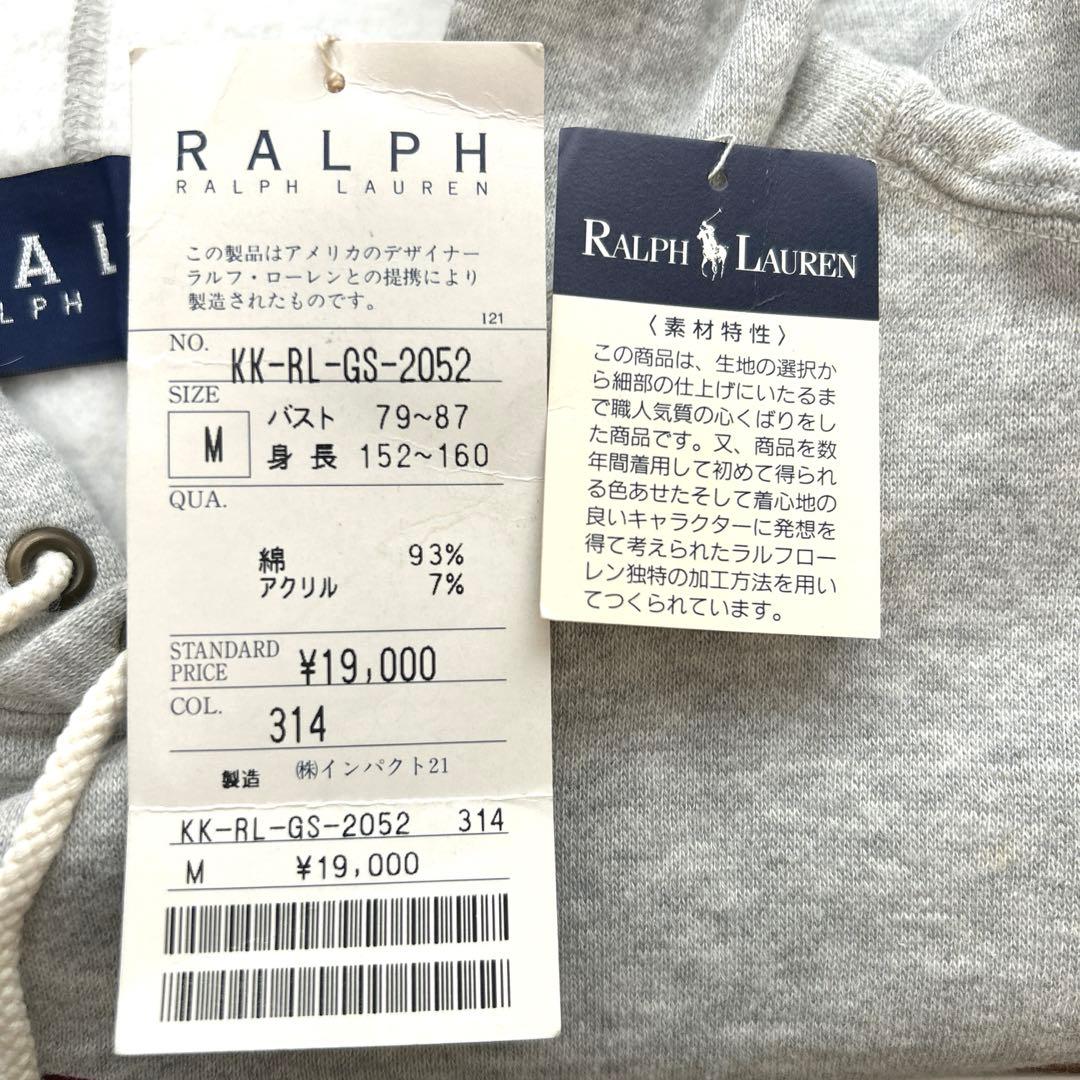 RALPH
RALPH LAUREN
この製品はアメリカのデザイナー
ラルフ・ローレンとの提携により
製造されたものです。
121
NO. KK-RL-GS-2052
SIZE
M バスト 79~87
身長 152~160
QUA.
綿 93%
アクリル 7%
STANDARD
PRICE ¥19,000
COL. 314
製造 ㈱インパクト21
KK-RL-GS-2052 314
M ¥19,000
RALPH LAUREN
〈素材特性〉
この商品は、生地の選択か
ら細部の仕上げにいたるま
で職人気質の心くばりをし
た商品です。又、商品を数
年間着用して初めて得られ
る色あせたそして着心地の
良いキャラクターに発想を
得て考えられたラルフロー
レン独特の加工方法を用い
てつくられています。
AL
LPH